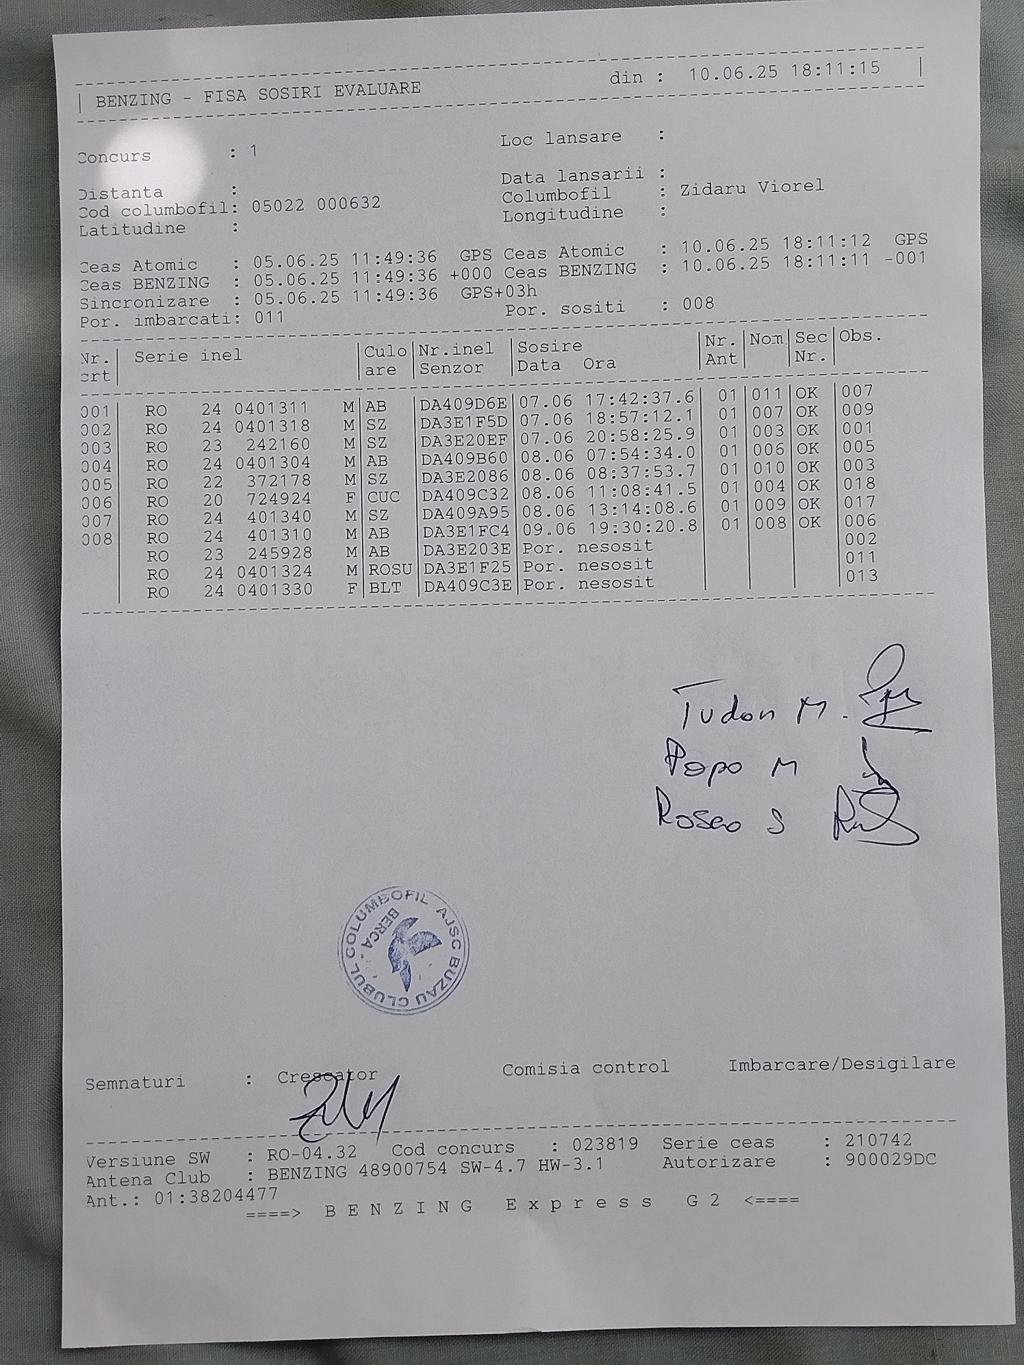 BENZING - FISA SOSIRI EVALUARE din : 10.06.25 18:11:15
Concurs : 1 Loc lansare :
Distanta : Data lansarii :
Cod columbofil: 05022 000632 Columbofil : Zidaru Viorel
Latitudine : Longitudine :
Ceas Atomic : 05.06.25 11:49:36 GPS Ceas Atomic : 10.06.25 18:11:12 GPS
Ceas BENZING : 05.06.25 11:49:36 +000 Ceas BENZING : 10.06.25 18:11:11 -001
Sincronizare : 05.06.25 11:49:36 GPS+03h
Por. imbarcati: 011 Por. sositi : 008
Nr. Serie inel Culo Nr.inel Sosire Nr. Nom Sec Obs.
crt are Senzor Data Ora Ant Nr.
001 RO 24 0401311 M AB DA409D6E 07.06 17:42:37.6 01 011 OK 007
002 RO 24 0401318 M SZ DA3E1F5D 07.06 18:57:12.1 01 007 OK 009
003 RO 23 242160 M SZ DA3E20EF 07.06 20:58:25.9 01 003 OK 001
004 RO 24 0401304 M AB DA409B60 08.06 07:54:34.0 01 006 OK 005
005 RO 22 372178 M SZ DA3E2086 08.06 08:37:53.7 01 010 OK 003
006 RO 20 724924 F CUC DA409C32 08.06 11:08:41.5 01 004 OK 018
007 RO 24 401340 M SZ DA409A95 08.06 13:14:08.6 01 009 OK 017
008 RO 24 401310 M AB DA3E1FC4 09.06 19:30:20.8 01 008 OK 006
RO 23 245928 M AB DA3E203E Por. nesosit 002
RO 24 0401324 M ROSU DA3E1F25 Por. nesosit 011
RO 24 0401330 F BLT DA409C3E Por. nesosit 013
Tudor M.
Popa M
Rosca S
CLUBUL COLUMBOFIL AJSC BUZAU
BERCA
Semnaturi : Crescator Comisia control Imbarcare/Desigilare
Versiune SW : RO-04.32 Cod concurs : 023819 Serie ceas : 210742
Antena Club : BENZING 48900754 SW-4.7 HW-3.1 Autorizare : 900029DC
Ant.: 01:38204477
====> B E N Z I N G E x p r e s s G 2 <====